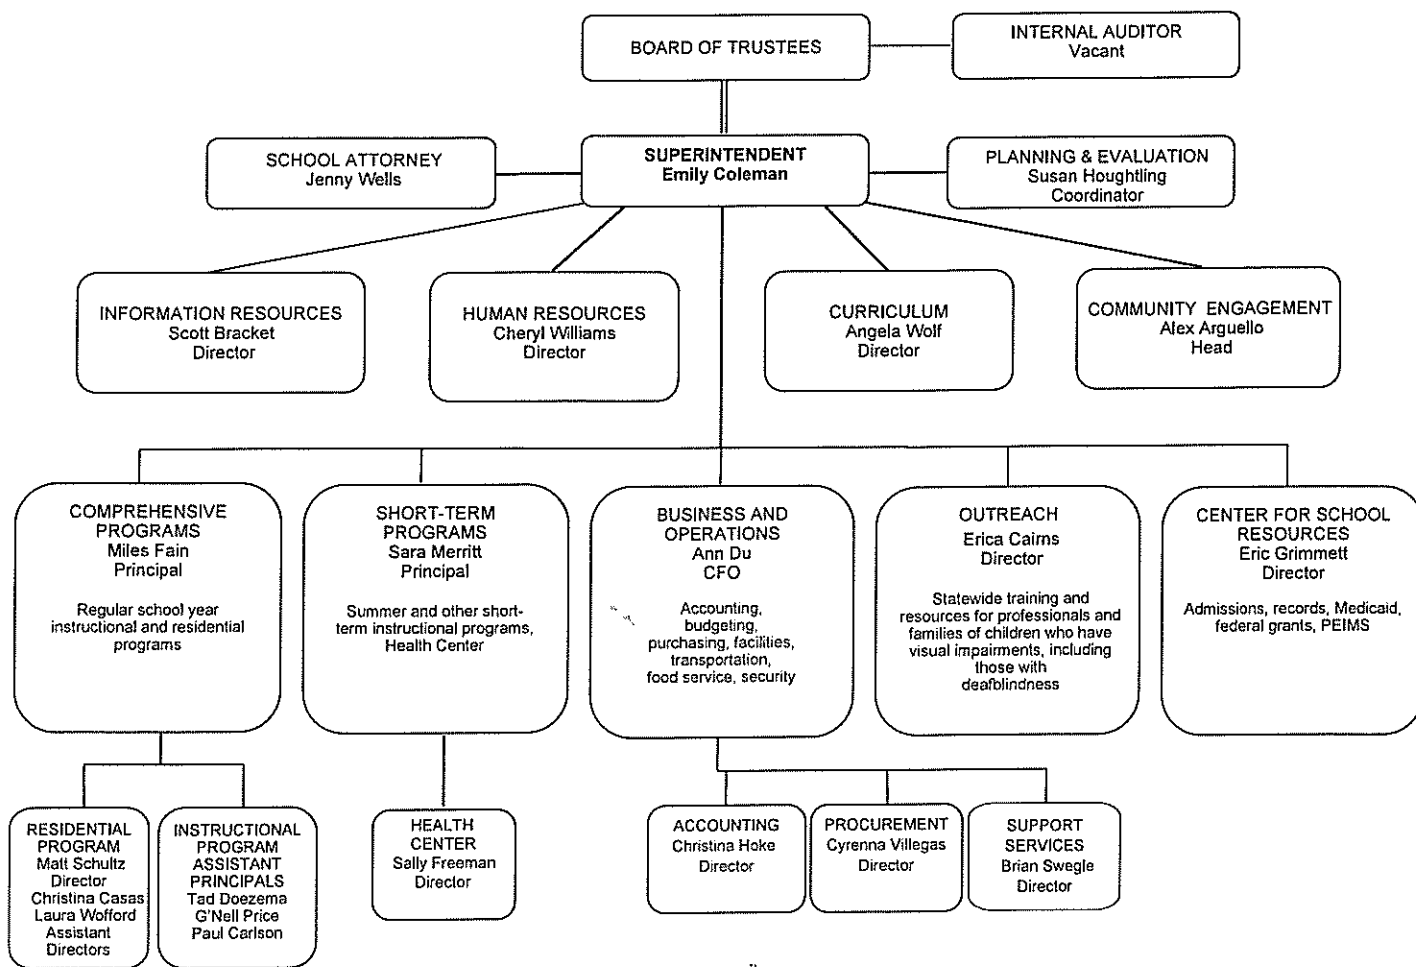 BOARD OF TRUSTEES
INTERNAL AUDITOR
Vacant
SCHOOL ATTORNEY
Jenny Wells
SUPERINTENDENT
Emily Coleman
PLANNING & EVALUATION
Susan Houghtling
Coordinator
INFORMATION RESOURCES
Scott Bracket
Director
HUMAN RESOURCES
Cheryl Williams
Director
CURRICULUM
Angela Wolf
Director
COMMUNITY ENGAGEMENT
Alex Arguello
Head
COMPREHENSIVE
PROGRAMS
Miles Fain
Principal
Regular school year
instructional and residential
programs
SHORT-TERM
PROGRAMS
Sara Merritt
Principal
Summer and other short-
term instructional programs,
Health Center
BUSINESS AND
OPERATIONS
Ann Du
CFO
Accounting,
budgeting,
purchasing, facilities,
transportation,
food service, security
OUTREACH
Erica Cairns
Director
Statewide training and
resources for professionals and
families of children who have
visual impairments, including
those with
deafblindness
CENTER FOR SCHOOL
RESOURCES
Eric Grimmett
Director
Admissions, records, Medicaid,
federal grants, PEIMS
RESIDENTIAL
PROGRAM
Matt Schultz
Director
Christina Casas
Laura Wofford
Assistant
Directors
INSTRUCTIONAL
PROGRAM
ASSISTANT
PRINCIPALS
Tad Doezema
G'Nell Price
Paul Carlson
HEALTH
CENTER
Sally Freeman
Director
ACCOUNTING
Christina Hoke
Director
PROCUREMENT
Cyrenna Villegas
Director
SUPPORT
SERVICES
Brian Swegle
Director